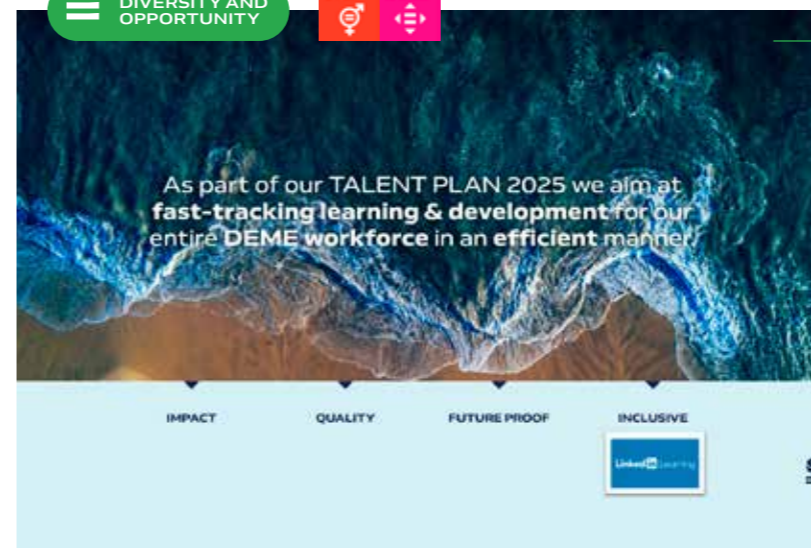 DIVERSITY AND
OPPORTUNITY
As part of our TALENT PLAN 2025 we aim at
fast-tracking learning & development for our
entire DEME workforce in an efficient manner
IMPACT
QUALITY
FUTURE PROOF
INCLUSIVE
Linked in Learning